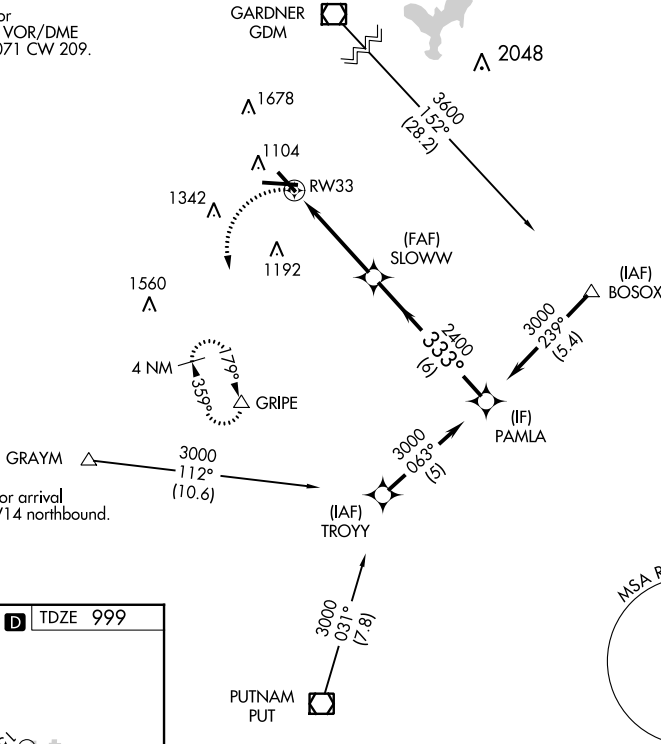 or
VOR/DME
071 CW 209.
GARDNER
GDM
2048
3600
152°
(28.2)
1678
1104
RW33
1342
1192
(FAF)
SLOWW
(IAF)
BOSOX
3000
239°
(5.4)
1560
2400
333°
(6)
4 NM
179°
359°
GRIPE
(IF)
PAMLA
GRAYM
3000
112°
(10.6)
3000
063°
(5)
(IAF)
TROYY
or arrival
/14 northbound.
3000
031°
(7.8)
MSA R
D TDZE 999
PUTNAM
PUT